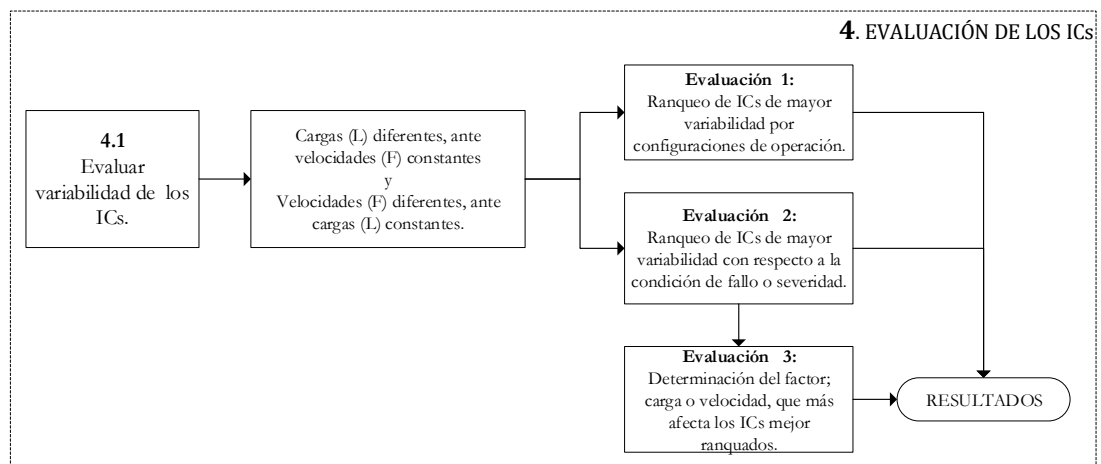 4. EVALUACIÓN DE LOS ICs
4.1
Evaluar
variabilidad de los
ICs.
Cargas (L) diferentes, ante
velocidades (F) constantes
y
Velocidades (F) diferentes, ante
cargas (L) constantes.
Evaluación 1:
Ranqueo de ICs de mayor
variabilidad por
configuraciones de operación.
Evaluación 2:
Ranqueo de ICs de mayor
variabilidad con respecto a la
condición de fallo o severidad.
Evaluación 3:
Determinación del factor;
carga o velocidad, que más
afecta los ICs mejor
ranquados.
RESULTADOS